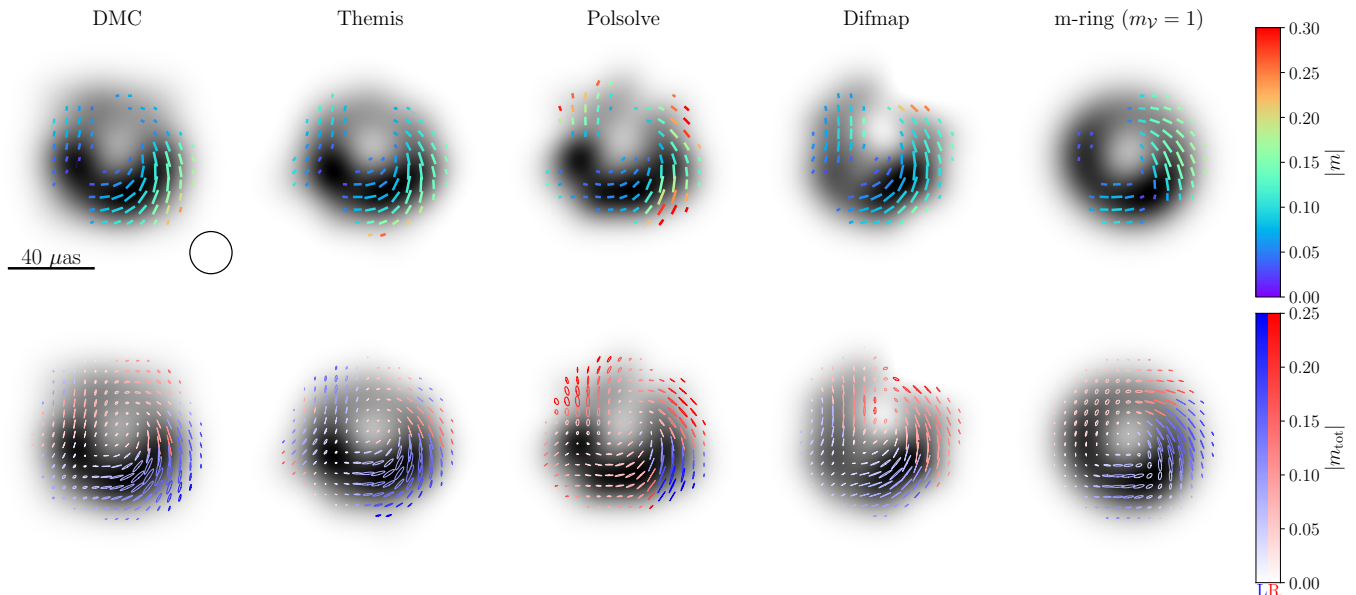 DMC
Themis
Polsolve
Difmap
m-ring (m𝒱 = 1)
40 μas
0.30
0.25
0.20
0.15
0.10
0.05
0.00
|m|
0.25
0.20
0.15
0.10
0.05
0.00
|mtot|
LR